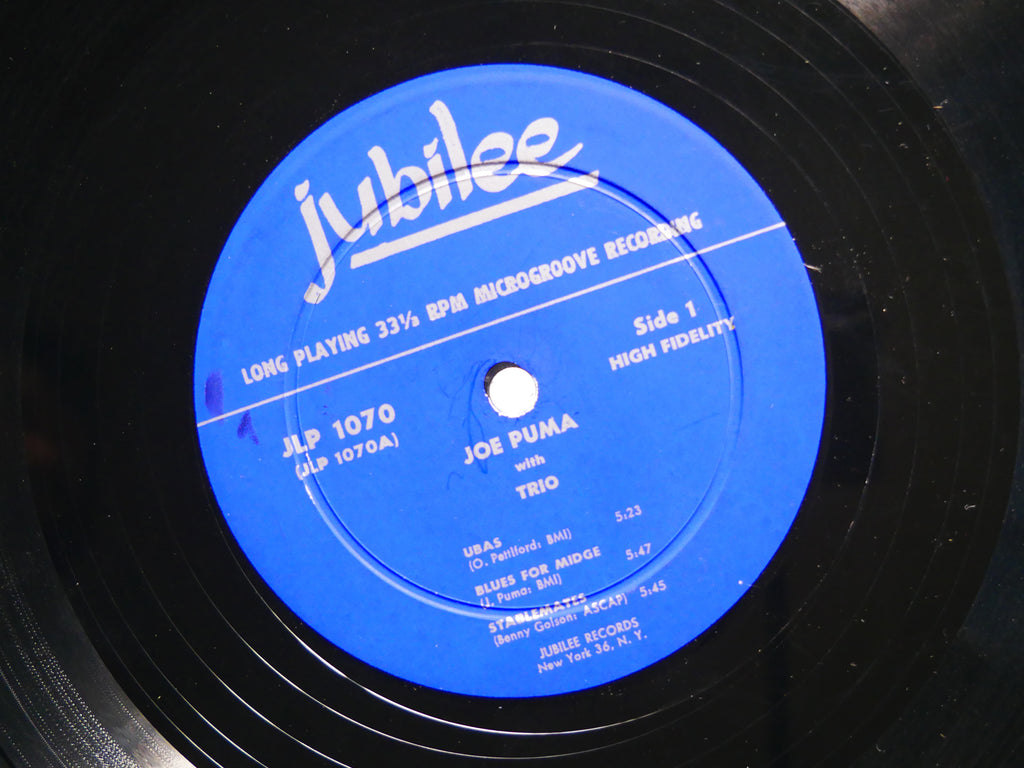 jubilee
LONG PLAYING 33⅓ RPM MICROGROOVE RECORDING
Side 1
HIGH FIDELITY
JLP 1070
(JLP 1070A)
JOE PUMA
with
TRIO
UBAS 5:23
(O. Pettiford: BMI)
BLUES FOR MIDGE 5:47
(J. Puma: BMI)
STABLEMATES 5:45
(Benny Golson: ASCAP)
JUBILEE RECORDS
New York 36, N. Y.